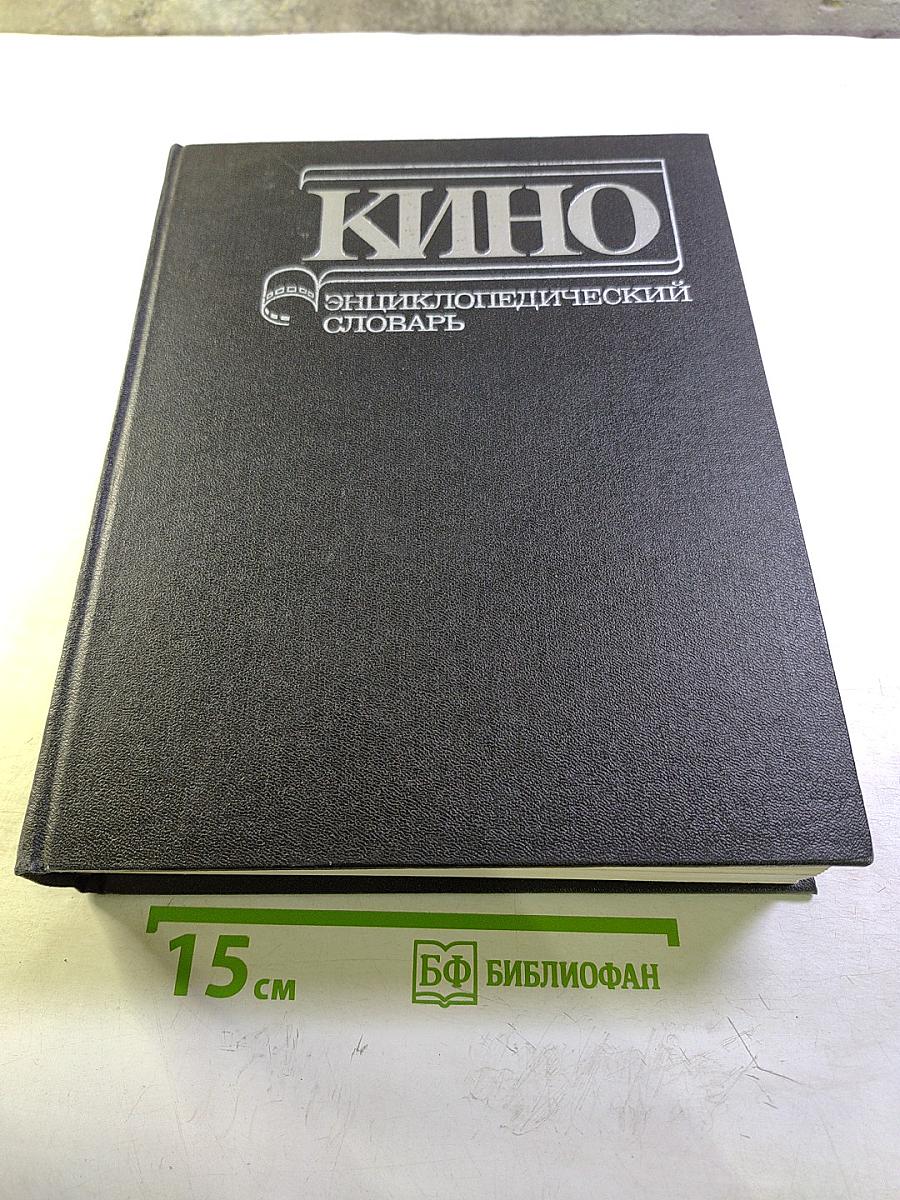 КИНО
ЭНЦИКЛОПЕДИЧЕСКИЙ
СЛОВАРЬ
15 см
БФ БИБЛИОФАН